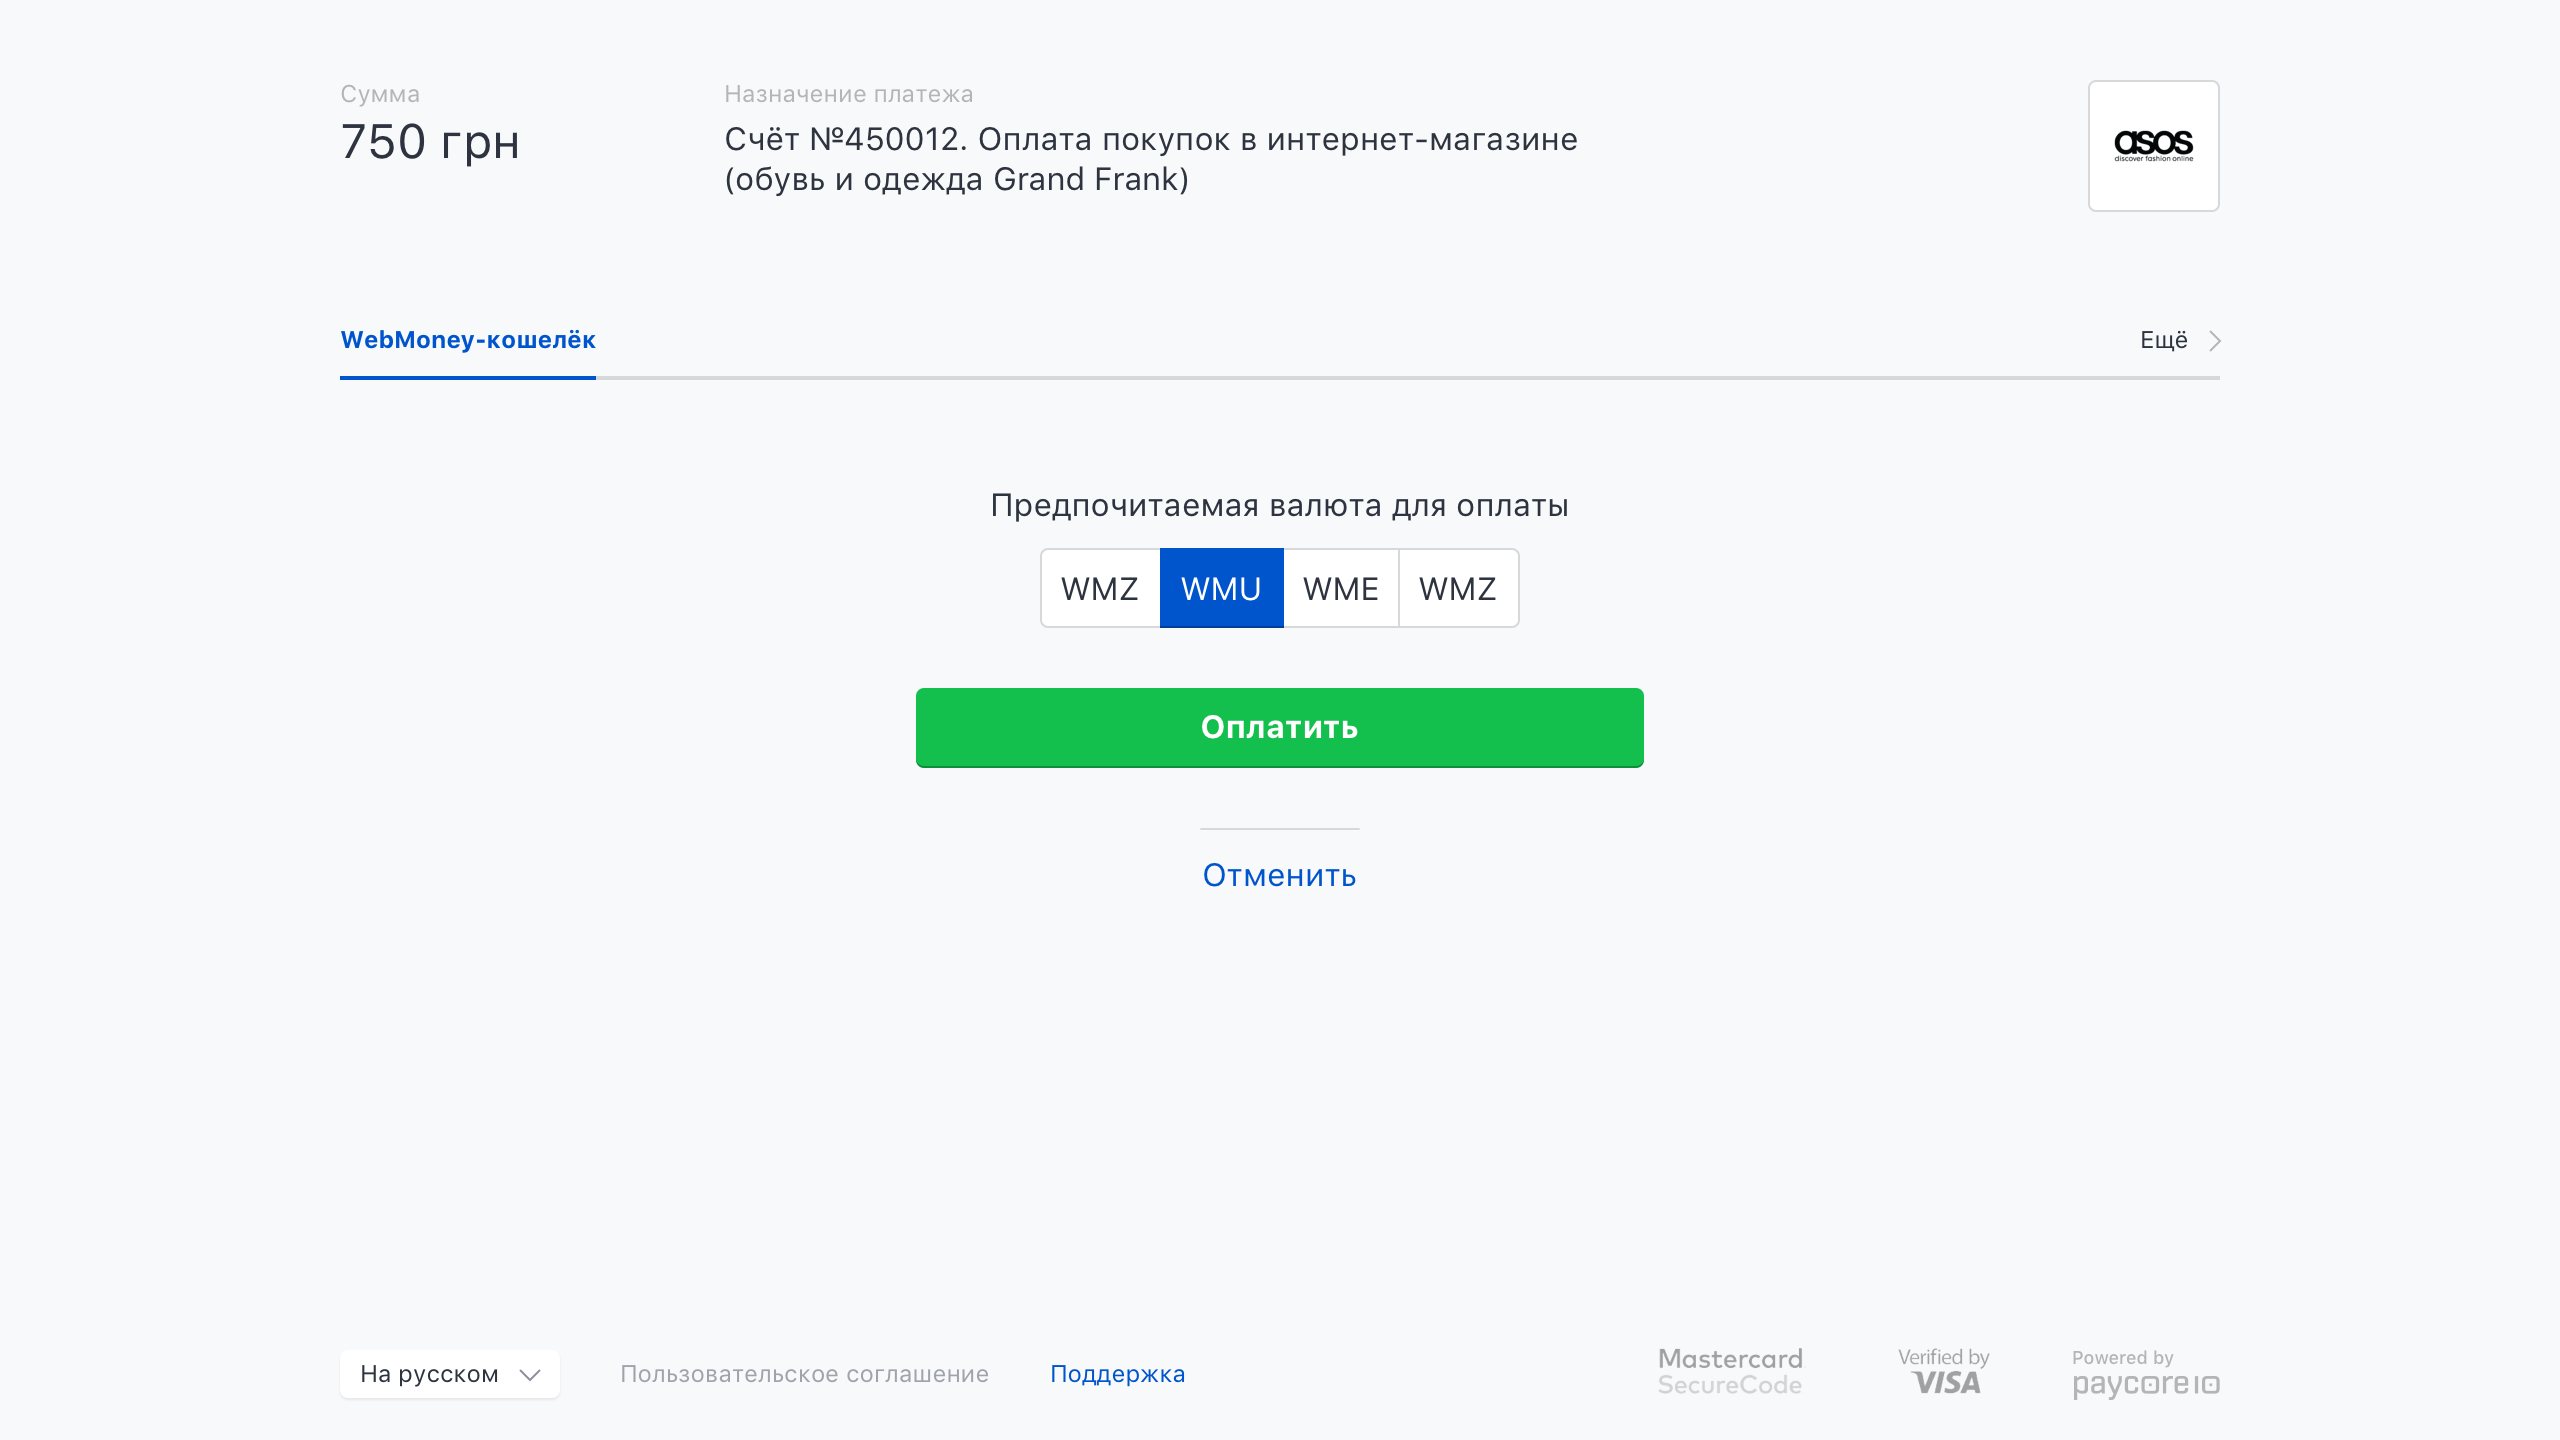 Сумма
750 грн
Назначение платежа
Счёт №450012. Оплата покупок в интернет-магазине
(обувь и одежда Grand Frank)
asos
discover fashion online
WebMoney-кошелёк
Ещё
Предпочитаемая валюта для оплаты
WMZ WMU WME WMZ
Оплатить
Отменить
На русском
Пользовательское соглашение
Поддержка
Mastercard
SecureCode
Verified by
VISA
Powered by
paycore io